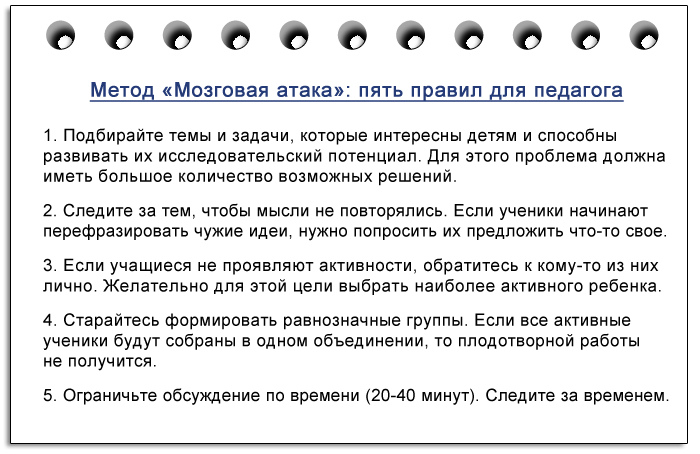 Метод «Мозговая атака»: пять правил для педагога
1. Подбирайте темы и задачи, которые интересны детям и способны
развивать их исследовательский потенциал. Для этого проблема должна
иметь большое количество возможных решений.
2. Следите за тем, чтобы мысли не повторялись. Если ученики начинают
перефразировать чужие идеи, нужно попросить их предложить что-то свое.
3. Если учащиеся не проявляют активности, обратитесь к кому-то из них
лично. Желательно для этой цели выбрать наиболее активного ребенка.
4. Старайтесь формировать равнозначные группы. Если все активные
ученики будут собраны в одном объединении, то плодотворной работы
не получится.
5. Ограничьте обсуждение по времени (20-40 минут). Следите за временем.